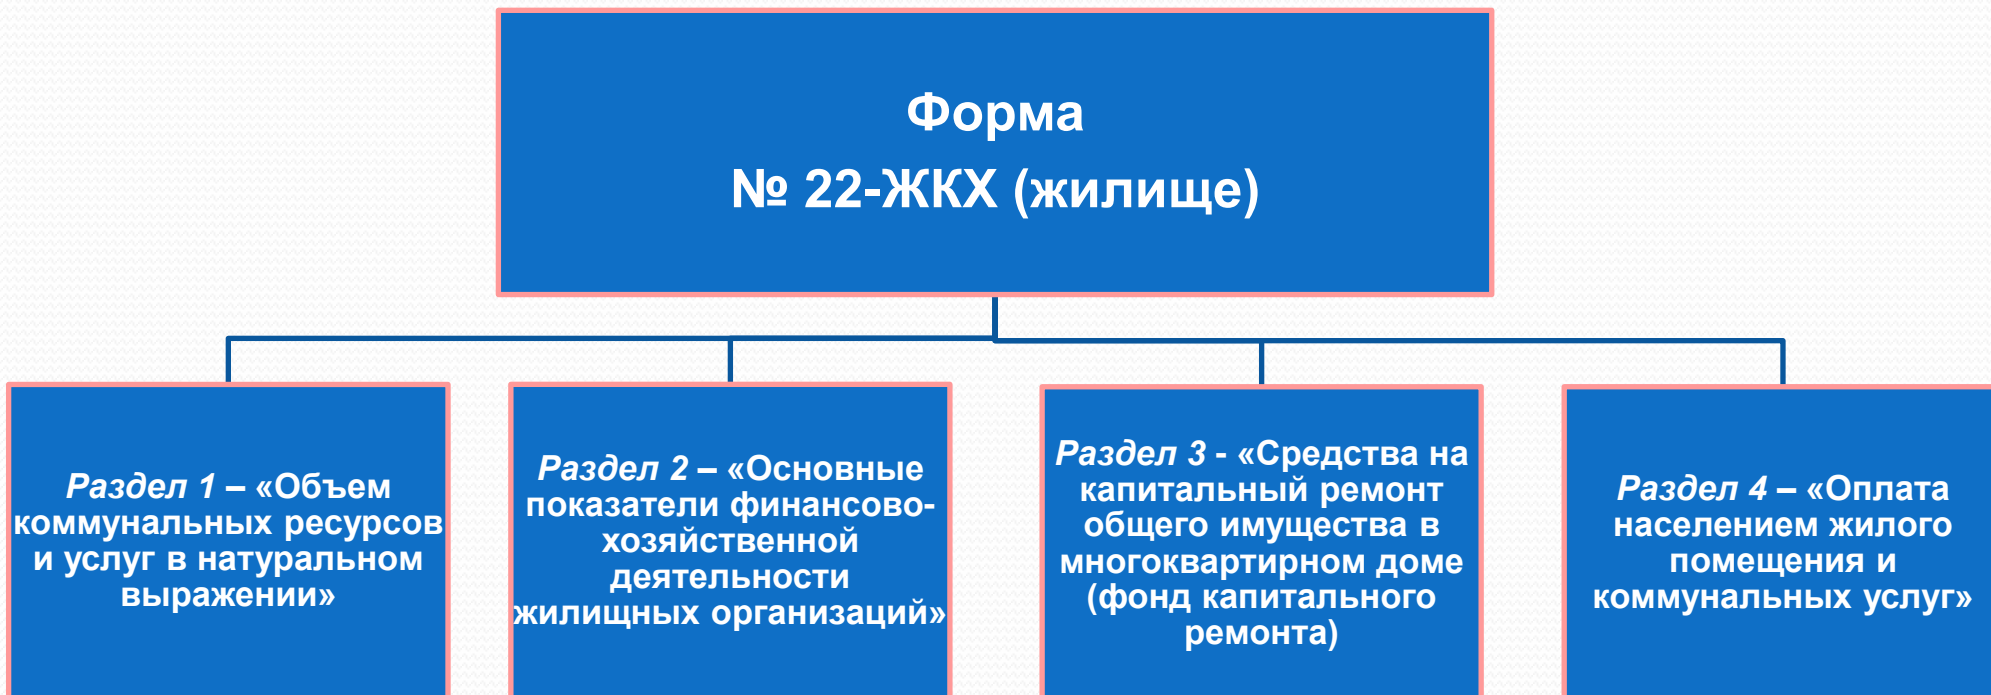 Форма
№ 22-ЖКХ (жилище)
Раздел 1 – «Объем
коммунальных ресурсов
и услуг в натуральном
выражении»
Раздел 2 – «Основные
показатели финансово-
хозяйственной
деятельности
жилищных организаций»
Раздел 3 - «Средства на
капитальный ремонт
общего имущества в
многоквартирном доме
(фонд капитального
ремонта)
Раздел 4 – «Оплата
населением жилого
помещения и
коммунальных услуг»